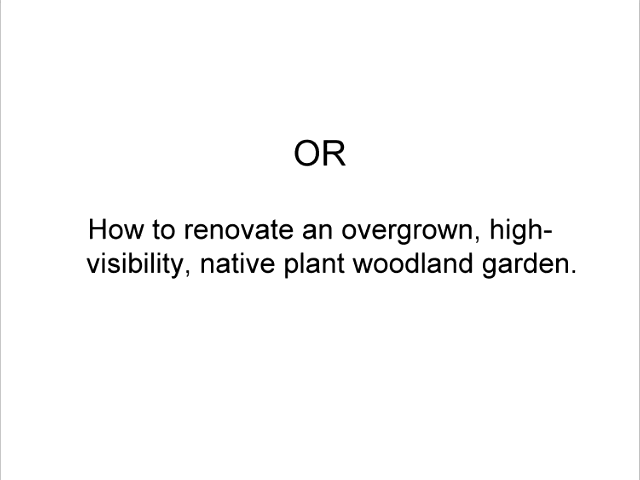 OR
How to renovate an overgrown, high-
visibility, native plant woodland garden.